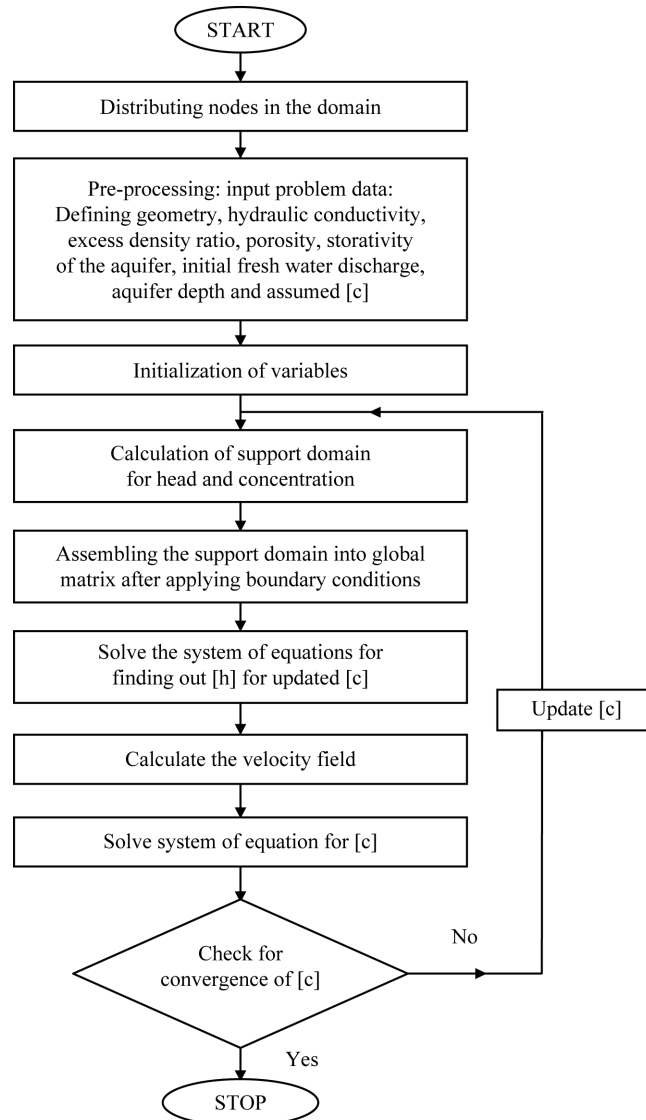 START
Distributing nodes in the domain
Pre-processing: input problem data:
Defining geometry, hydraulic conductivity,
excess density ratio, porosity, storativity
of the aquifer, initial fresh water discharge,
aquifer depth and assumed [c]
Initialization of variables
Calculation of support domain
for head and concentration
Assembling the support domain into global
matrix after applying boundary conditions
Solve the system of equations for
finding out [h] for updated [c]
Update [c]
Calculate the velocity field
Solve system of equation for [c]
Check for
convergence of [c]
No
Yes
STOP